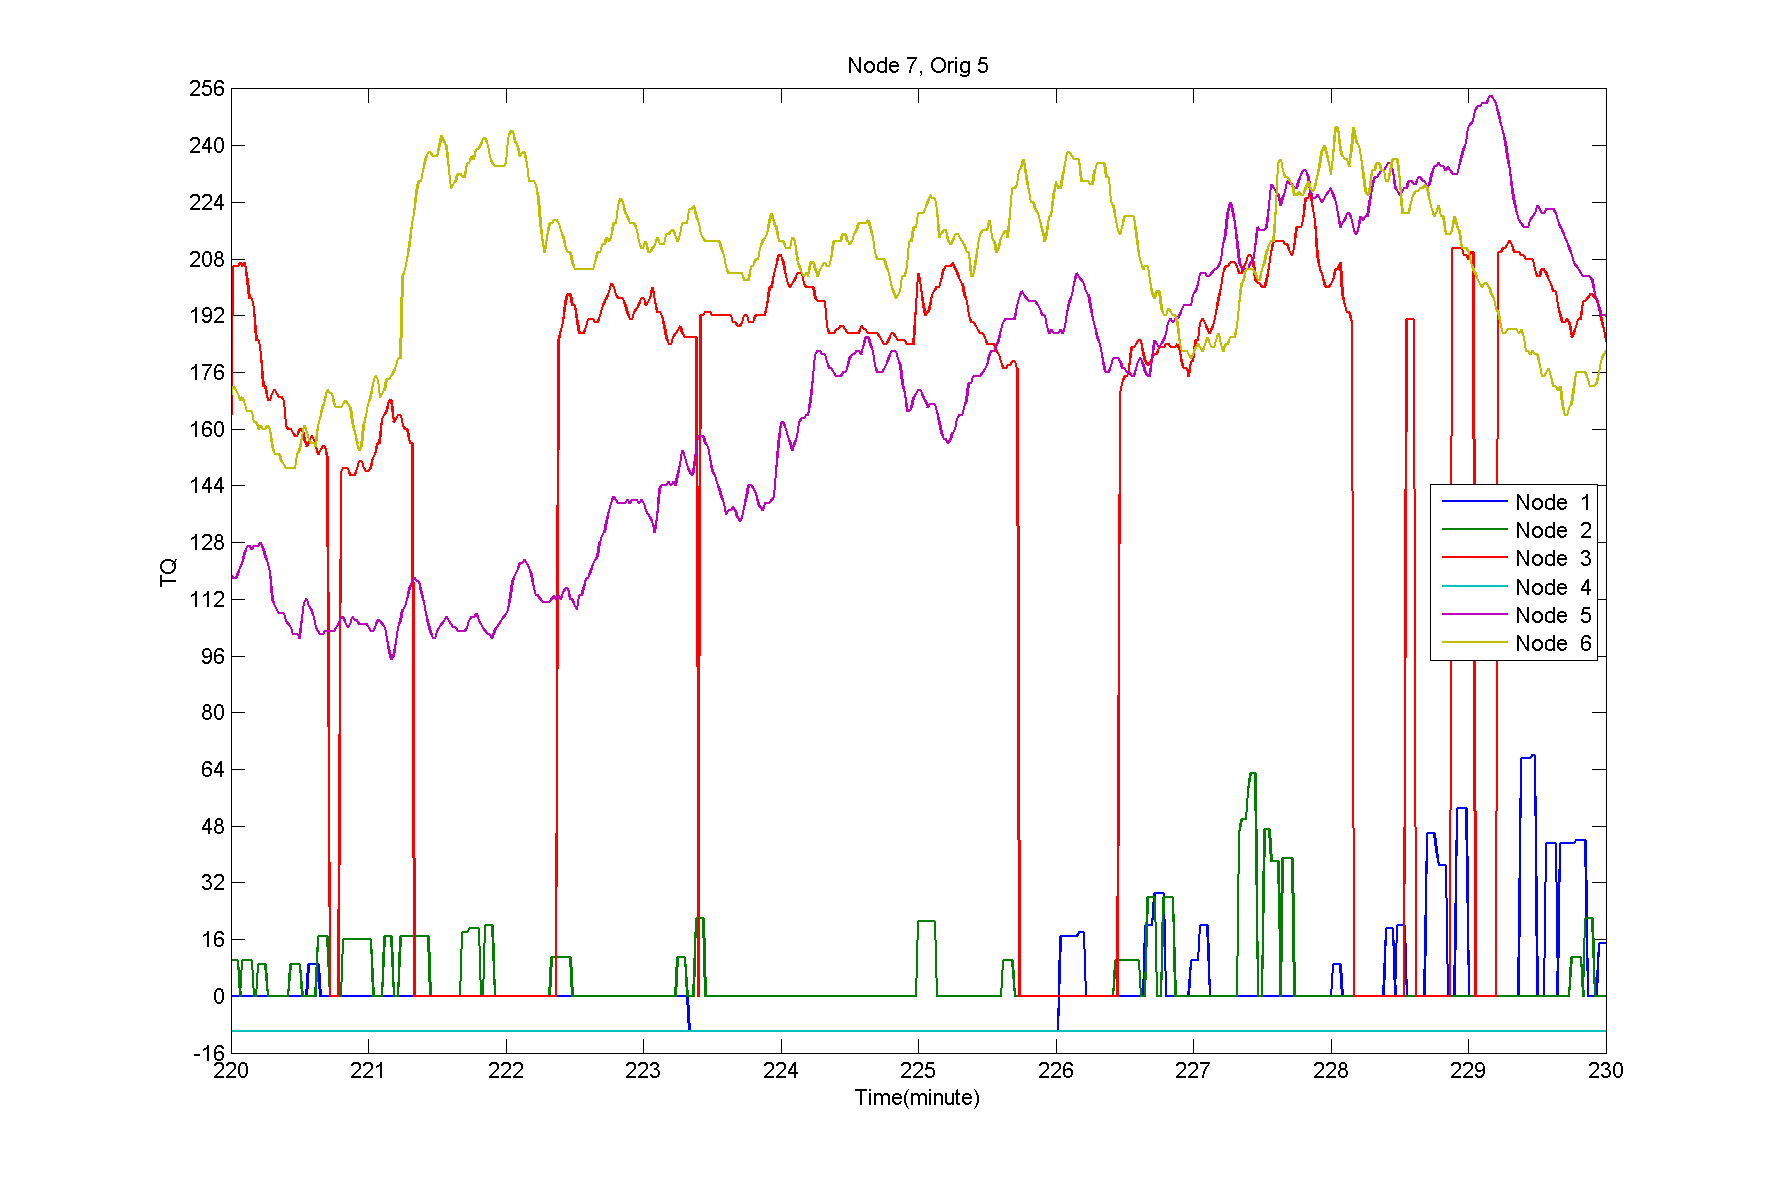 Node 7, Orig 5
256
240
224
208
192
176
160
144
128
112
96
80
64
48
32
16
0
-16
TQ
220 221 222 223 224 225 226 227 228 229 230
Time(minute)
Node 1
Node 2
Node 3
Node 4
Node 5
Node 6